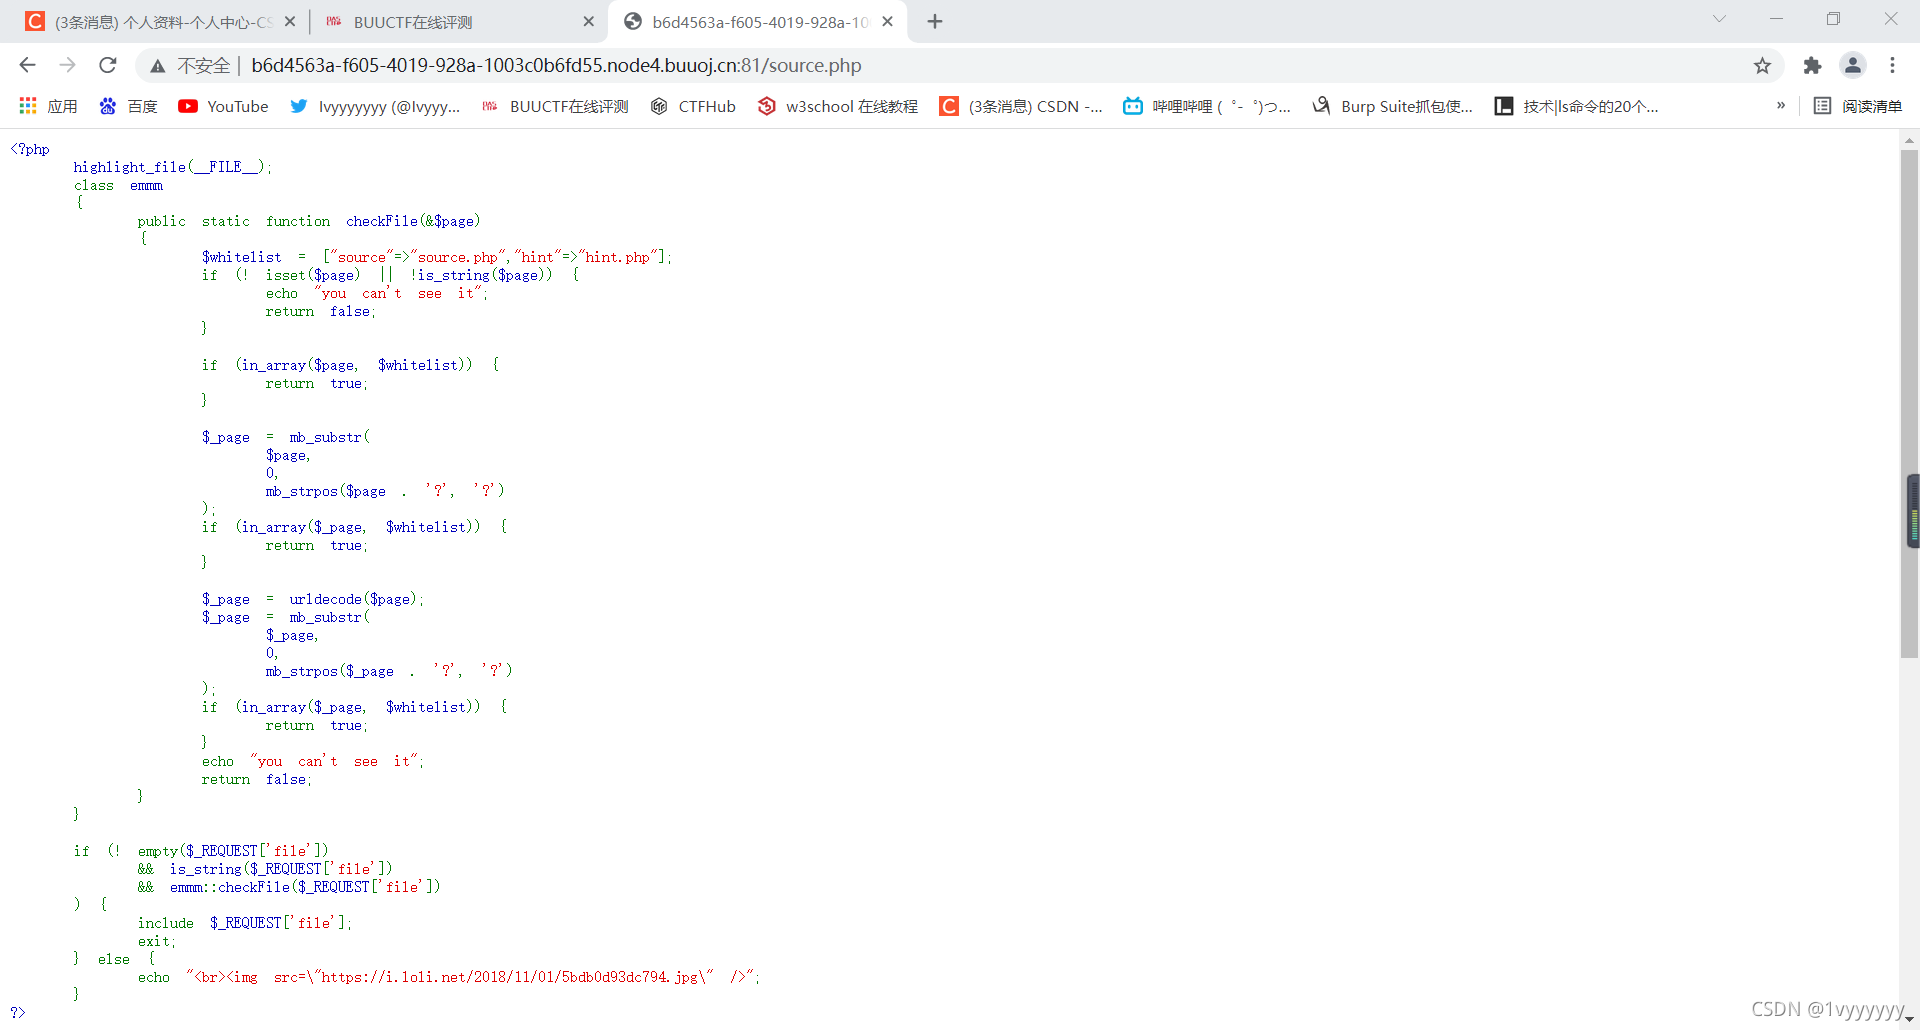 (3条消息) 个人资料-个人中心-CS
BUUCTF在线评测
b6d4563a-f605-4019-928a-10
不安全 | b6d4563a-f605-4019-928a-1003c0b6fd55.node4.buuoj.cn:81/source.php
应用 百度 YouTube lvyyyyyyy (@lvyyy... BUUCTF在线评测 CTFHub w3school 在线教程 (3条消息) CSDN -... 哔哩哔哩 ( ゜- ゜)つ... Burp Suite抓包使... 技术|ls命令的20个... » 阅读清单
<?php
highlight_file(__FILE__);
class emmm
{
public static function checkFile(&$page)
{
$whitelist = ["source"=>"source.php","hint"=>"hint.php"];
if (! isset($page) || !is_string($page)) {
echo "you can't see it";
return false;
}
if (in_array($page, $whitelist)) {
return true;
}
$_page = mb_substr(
$page,
0,
mb_strpos($page . '?', '?')
);
if (in_array($_page, $whitelist)) {
return true;
}
$_page = urldecode($page);
$_page = mb_substr(
$_page,
0,
mb_strpos($_page . '?', '?')
);
if (in_array($_page, $whitelist)) {
return true;
}
echo "you can't see it";
return false;
}
}
if (! empty($_REQUEST['file'])
&& is_string($_REQUEST['file'])
&& emmm::checkFile($_REQUEST['file'])
) {
include $_REQUEST['file'];
exit;
} else {
echo "<br><img src=\"https://i.loli.net/2018/11/01/5bdb0d93dc794.jpg\" />";
}
?>
CSDN @1vyyyyyy